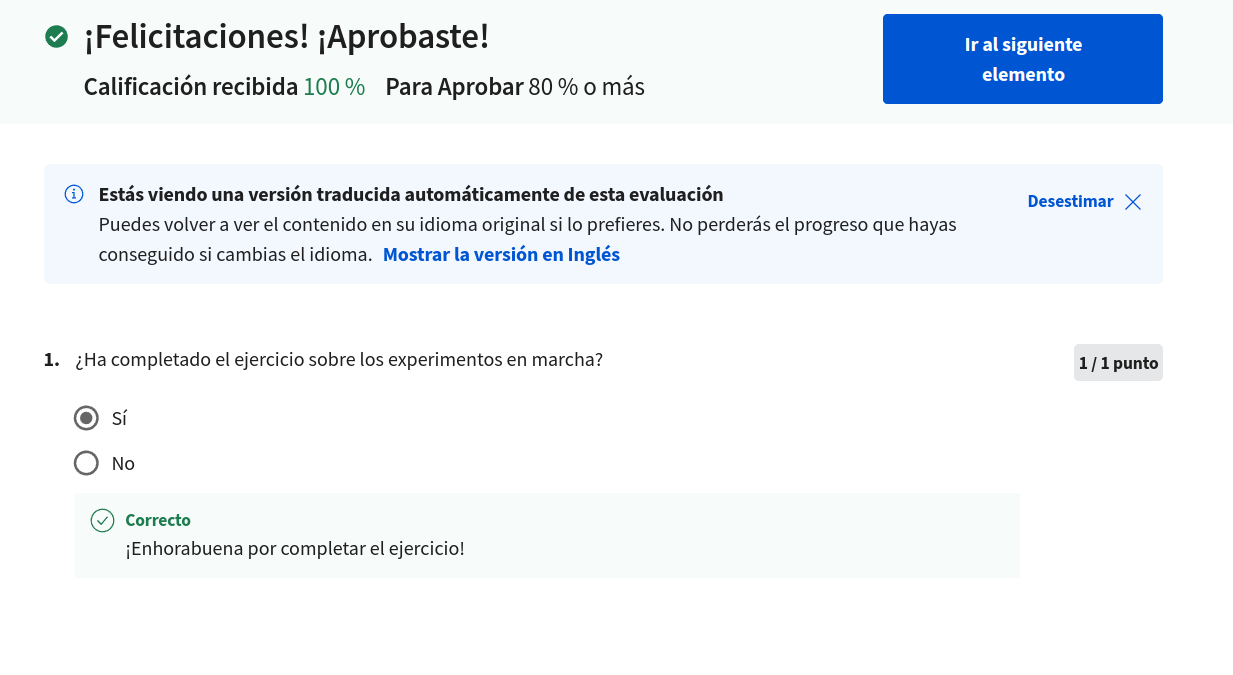 ¡Felicitaciones! ¡Aprobaste!
Calificación recibida 100 % Para Aprobar 80 % o más
Ir al siguiente
elemento
Estás viendo una versión traducida automáticamente de esta evaluación
Desestimar
Puedes volver a ver el contenido en su idioma original si lo prefieres. No perderás el progreso que hayas
conseguido si cambias el idioma. Mostrar la versión en Inglés
1. ¿Ha completado el ejercicio sobre los experimentos en marcha?
1 / 1 punto
Sí
No
Correcto
¡Enhorabuena por completar el ejercicio!